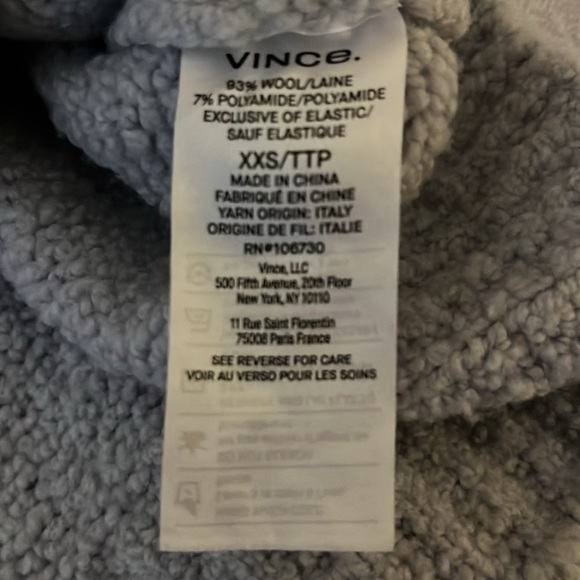 VINCE.
93% WOOL/LAINE
7% POLYAMIDE/POLYAMIDE
EXCLUSIVE OF ELASTIC/
SAUF ELASTIQUE
XXS/TTP
MADE IN CHINA
FABRIQUÉ EN CHINE
YARN ORIGIN: ITALY
ORIGINE DE FIL: ITALIE
RN#106730
Vince, LLC
500 Fifth Avenue, 20th Floor
New York, NY 10110
11 Rue Saint Florentin
75008 Paris France
SEE REVERSE FOR CARE
VOIR AU VERSO POUR LES SOINS